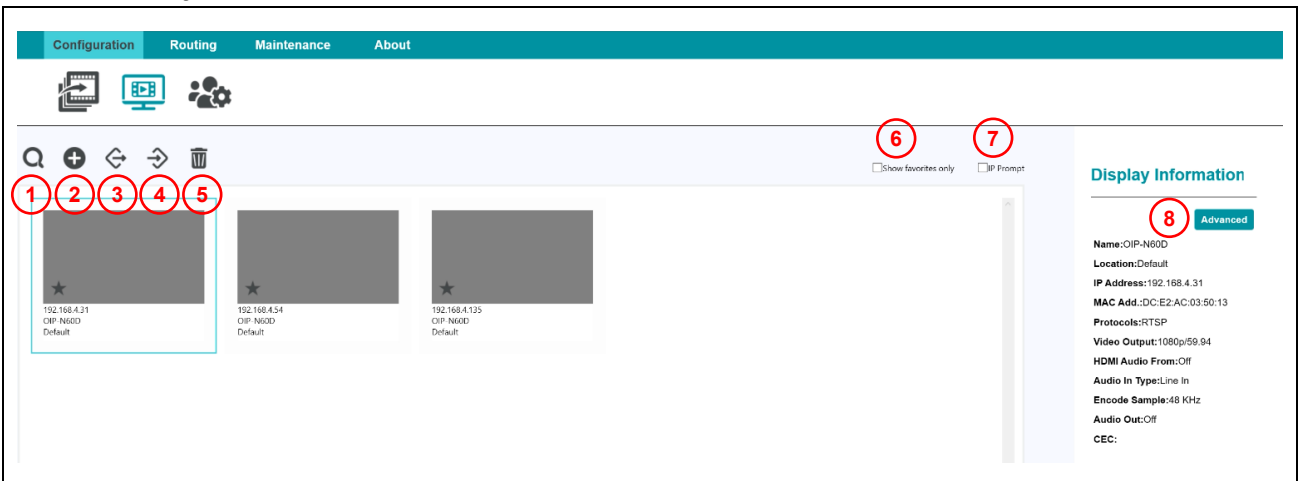 Configuration Routing Maintenance About
6 7
Show favorites only IP Prompt
1 2 3 4 5
Display Information
8 Advanced
192.168.4.31 192.168.4.54 192.168.4.135
OIP-N60D OIP-N60D OIP-N60D
Default Default Default
Name:OIP-N60D
Location:Default
IP Address:192.168.4.31
MAC Add.:DC:E2:AC:03:50:13
Protocols:RTSP
Video Output:1080p/59.94
HDMI Audio From:Off
Audio In Type:Line In
Encode Sample:48 KHz
Audio Out:Off
CEC: